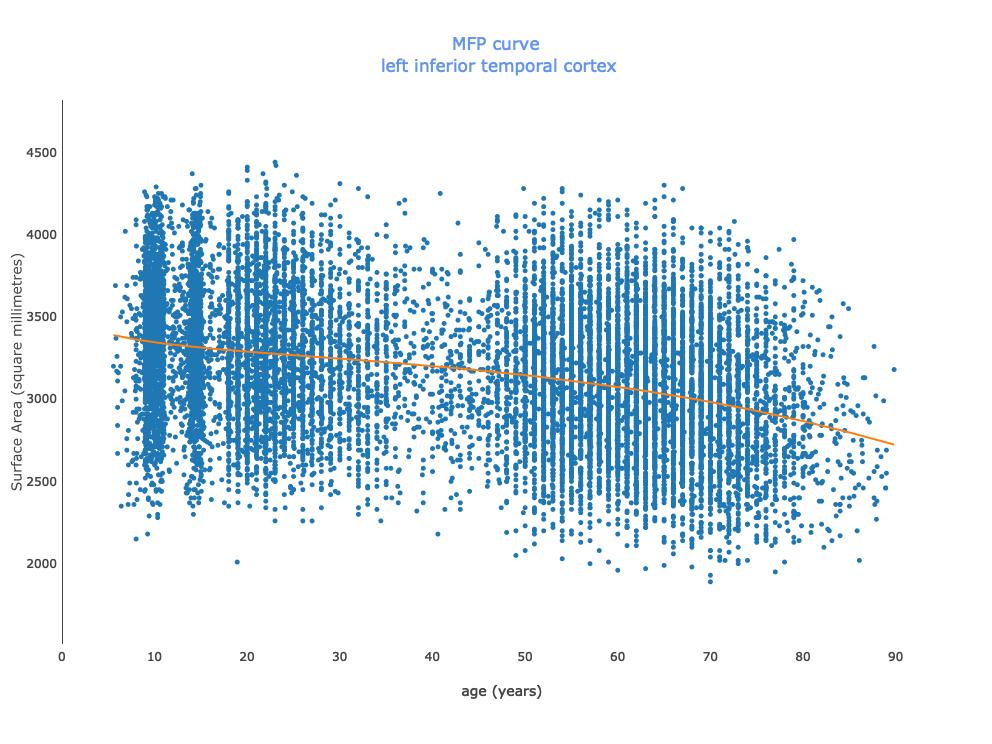 MFP curve
left inferior temporal cortex
Surface Area (square millimetres)
4500
4000
3500
3000
2500
2000
0 10 20 30 40 50 60 70 80 90
age (years)